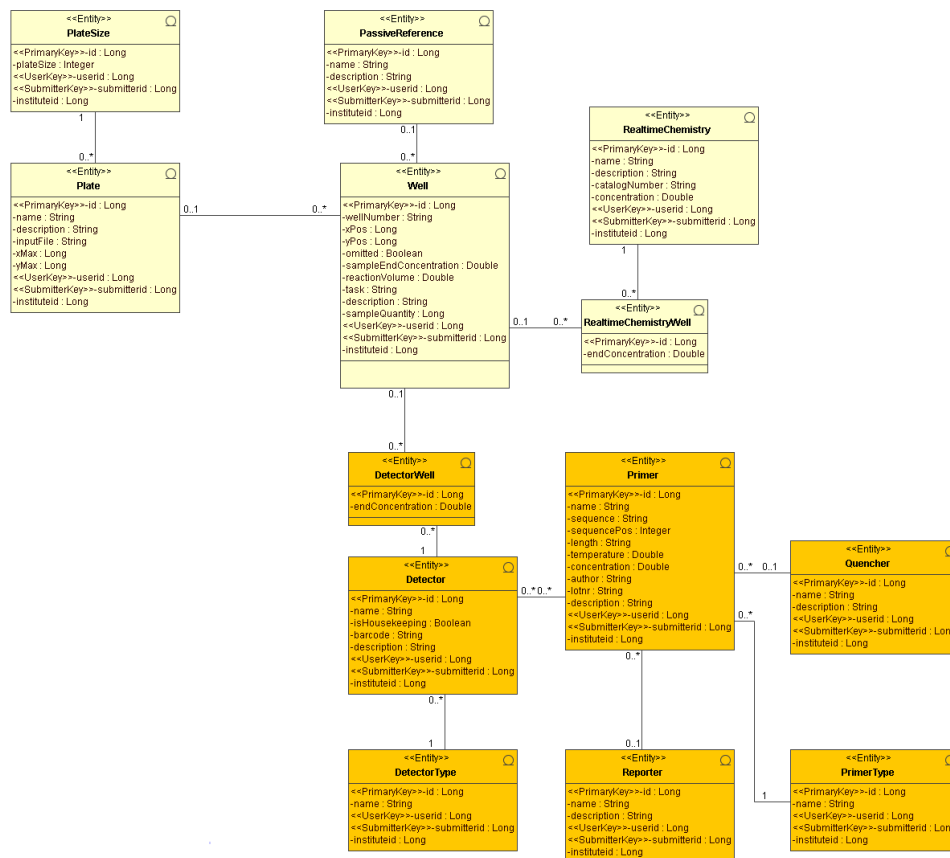 <<Entity>>
PlateSize
<<PrimaryKey>>-id : Long
-plateSize : Integer
<<UserKey>>-userid : Long
<<SubmitterKey>>-submitterid : Long
-instituteid : Long
1
0..*
<<Entity>>
PassiveReference
<<PrimaryKey>>-id : Long
-name : String
-description : String
<<UserKey>>-userid : Long
<<SubmitterKey>>-submitterid : Long
-instituteid : Long
0..1
0..*
<<Entity>>
RealtimeChemistry
<<PrimaryKey>>-id : Long
-name : String
-description : String
-catalogNumber : String
-concentration : Double
<<UserKey>>-userid : Long
<<SubmitterKey>>-submitterid : Long
-instituteid : Long
1
0..*
<<Entity>>
Plate
<<PrimaryKey>>-id : Long
-name : String
-description : String
-inputFile : String
-xMax : Long
-yMax : Long
<<UserKey>>-userid : Long
<<SubmitterKey>>-submitterid : Long
-instituteid : Long
0..1
0..*
<<Entity>>
Well
<<PrimaryKey>>-id : Long
-wellNumber : String
-xPos : Long
-yPos : Long
-omitted : Boolean
-sampleEndConcentration : Double
-reactionVolume : Double
-task : String
-description : String
-sampleQuantity : Long
<<UserKey>>-userid : Long
<<SubmitterKey>>-submitterid : Long
-instituteid : Long
0..1
0..*
<<Entity>>
RealtimeChemistryWell
<<PrimaryKey>>-id : Long
-endConcentration : Double
0..1
0..*
<<Entity>>
DetectorWell
<<PrimaryKey>>-id : Long
-endConcentration : Double
0..*
1
<<Entity>>
Detector
<<PrimaryKey>>-id : Long
-name : String
-isHousekeeping : Boolean
-barcode : String
-description : String
<<UserKey>>-userid : Long
<<SubmitterKey>>-submitterid : Long
-instituteid : Long
0..*
0..*
<<Entity>>
Primer
<<PrimaryKey>>-id : Long
-name : String
-sequence : String
-sequencePos : Integer
-length : String
-temperature : Double
-concentration : Double
-author : String
-lotnr : String
-description : String
<<UserKey>>-userid : Long
<<SubmitterKey>>-submitterid : Long
-instituteid : Long
0..*
0..1
<<Entity>>
Quencher
<<PrimaryKey>>-id : Long
-name : String
-description : String
<<UserKey>>-userid : Long
<<SubmitterKey>>-submitterid : Long
-instituteid : Long
0..*
1
0..*
0..1
0..*
1
<<Entity>>
DetectorType
<<PrimaryKey>>-id : Long
-name : String
<<UserKey>>-userid : Long
<<SubmitterKey>>-submitterid : Long
-instituteid : Long
<<Entity>>
Reporter
<<PrimaryKey>>-id : Long
-name : String
-description : String
<<UserKey>>-userid : Long
<<SubmitterKey>>-submitterid : Long
-instituteid : Long
<<Entity>>
PrimerType
<<PrimaryKey>>-id : Long
-name : String
<<UserKey>>-userid : Long
<<SubmitterKey>>-submitterid : Long
-instituteid : Long